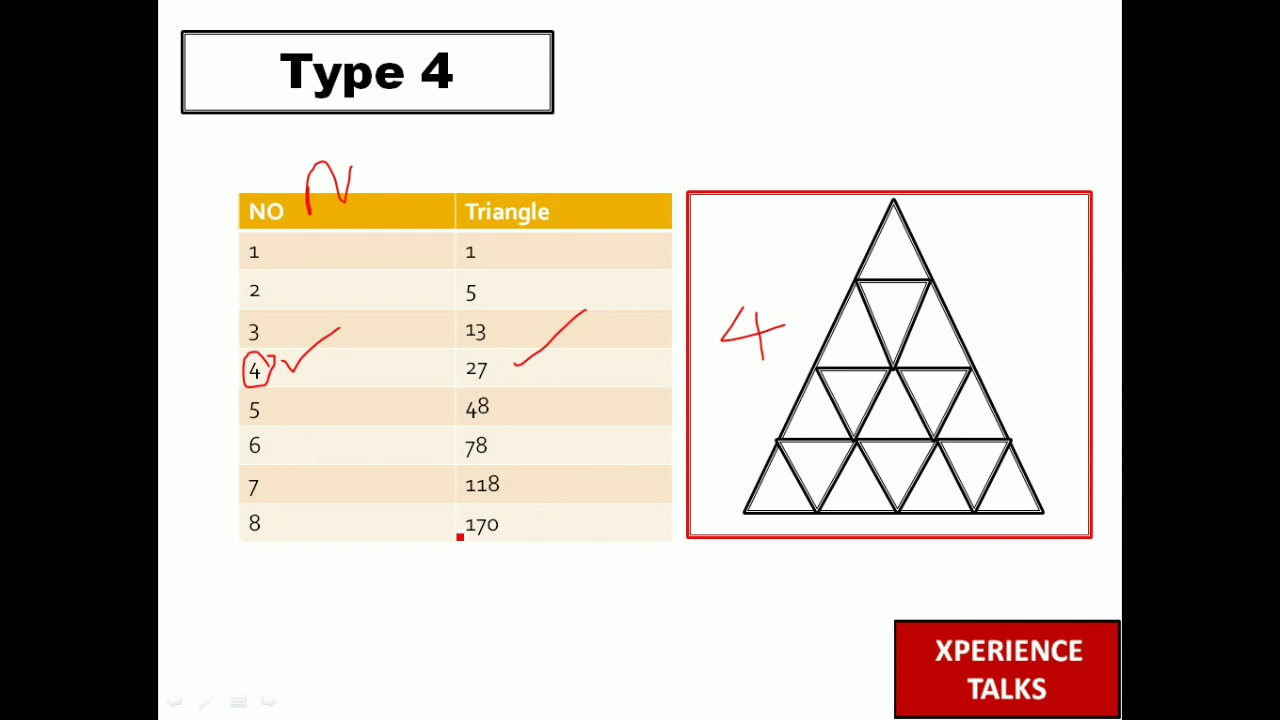 Type 4
N
NO Triangle
1 1
2 5
3 13
4 27
5 48
6 78
7 118
8 170
4
XPERIENCE
TALKS